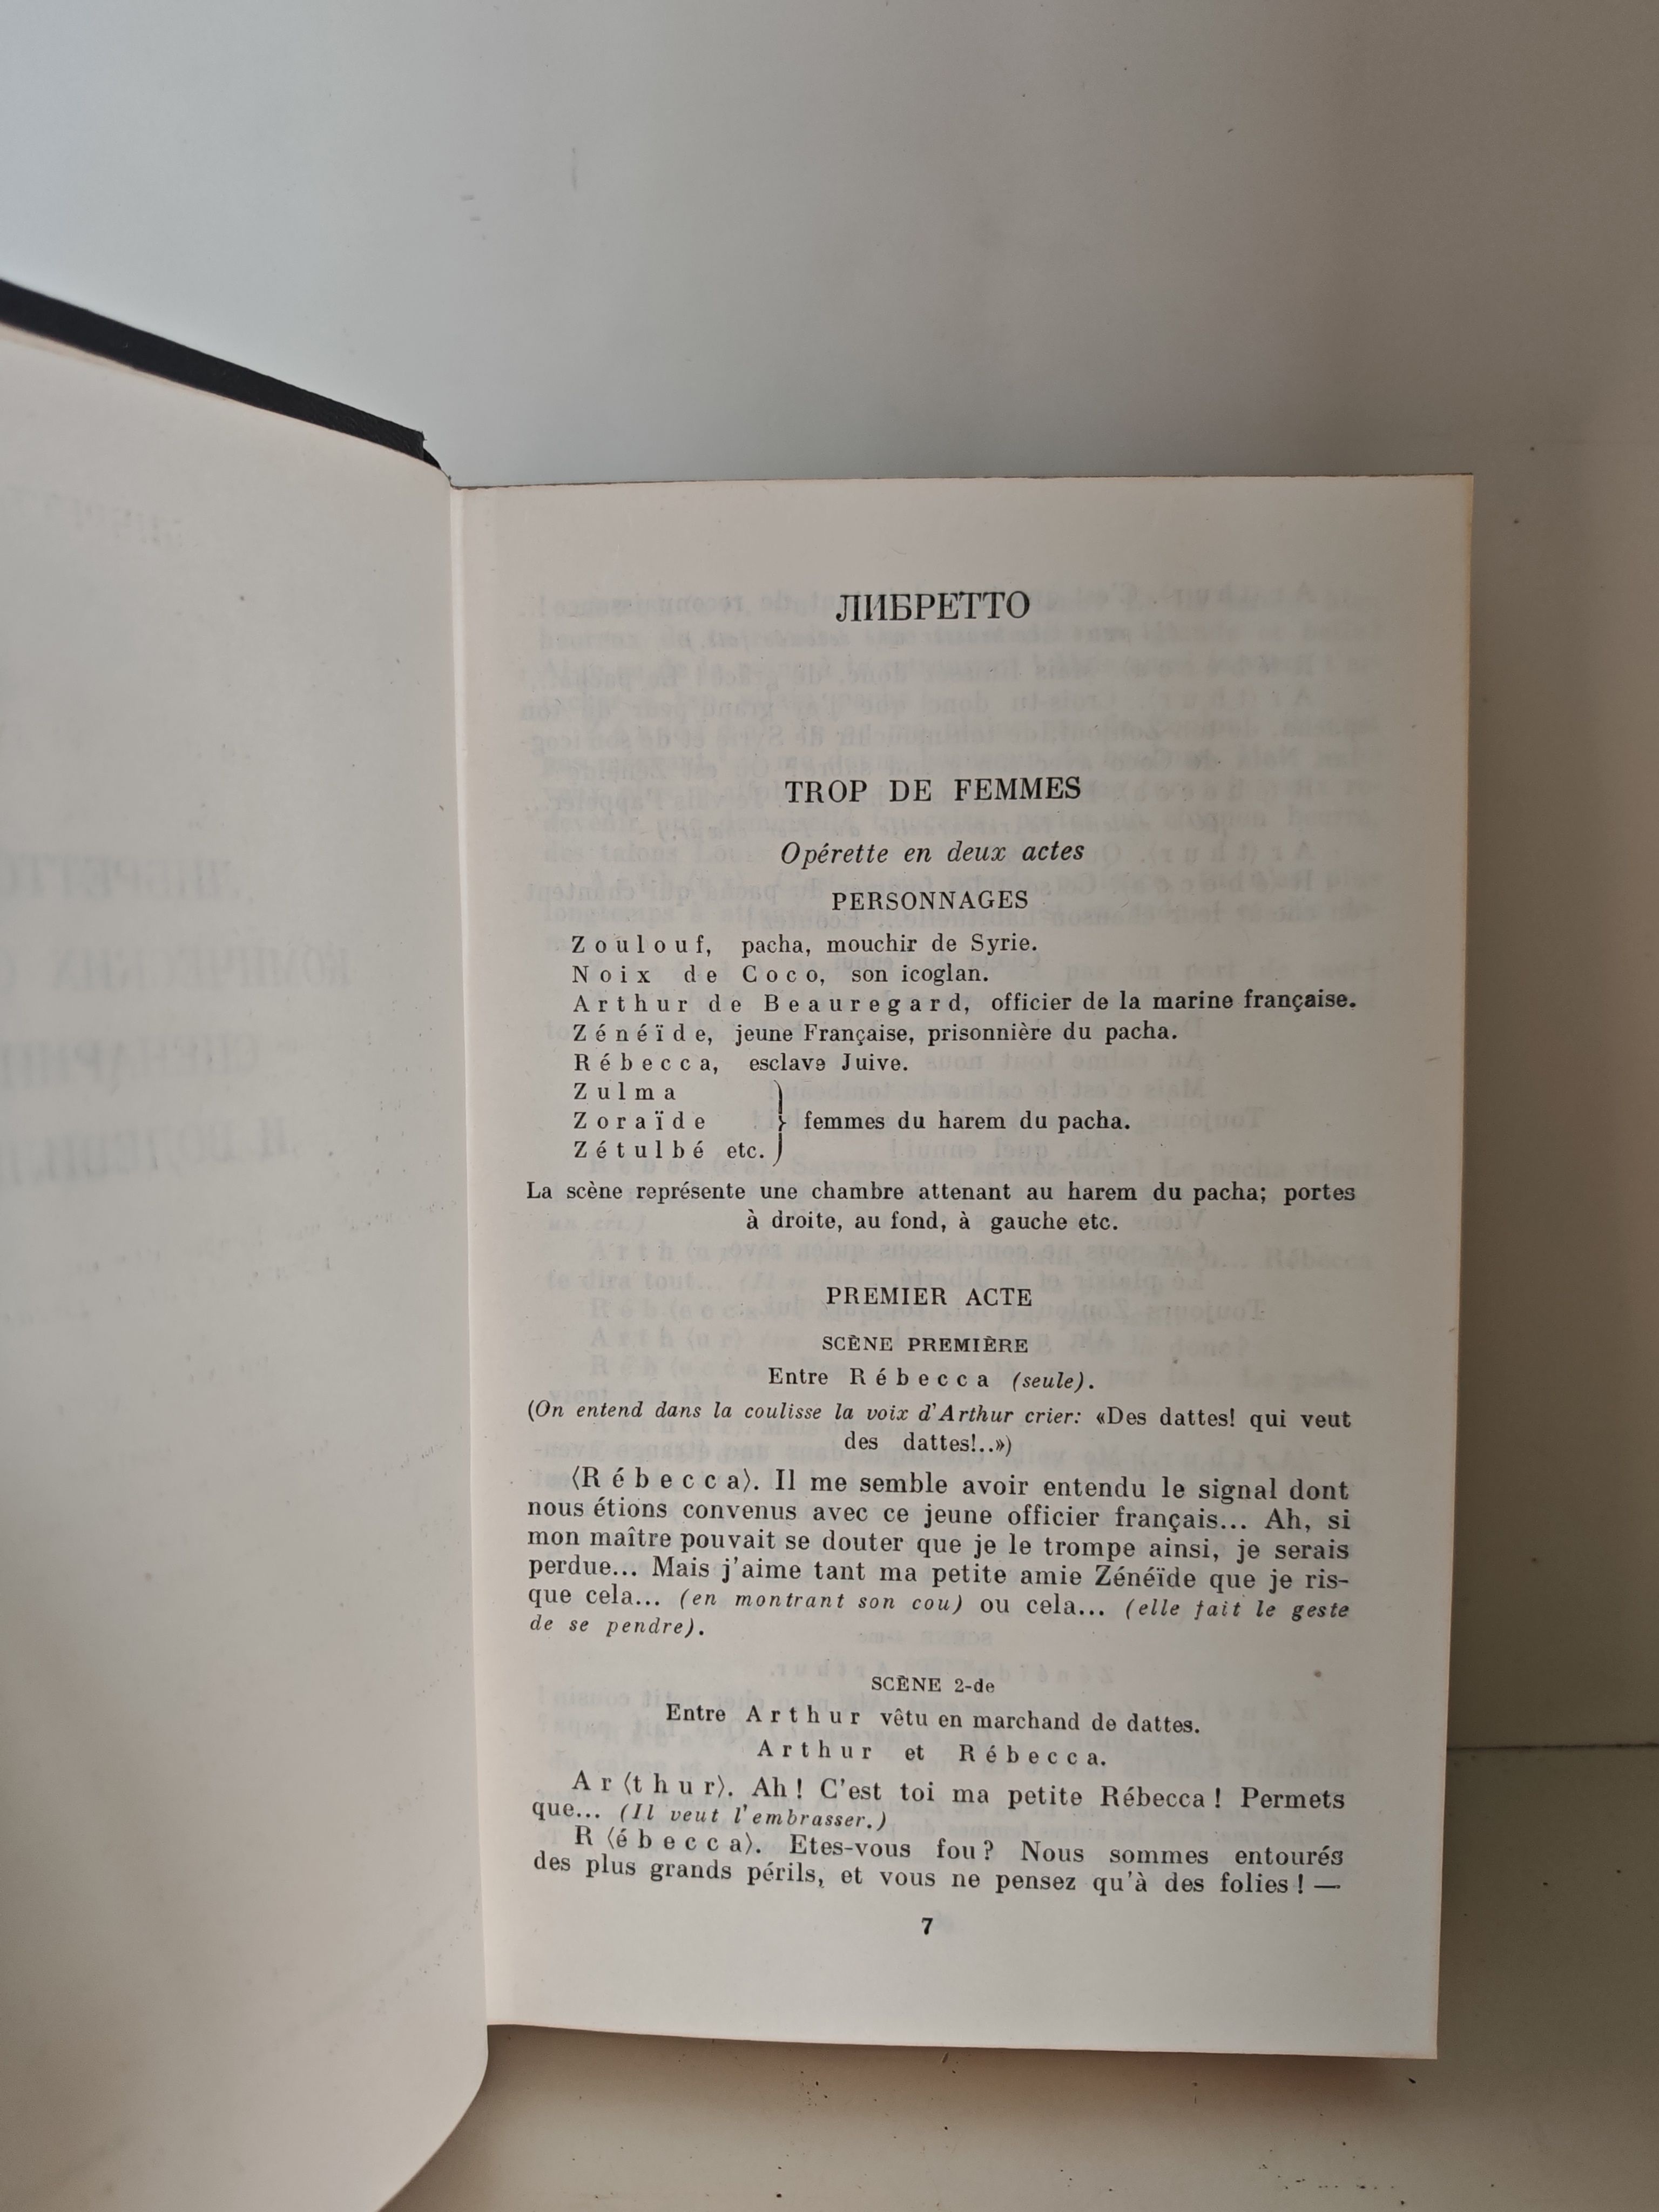 ЛИБРЕТТО
TROP DE FEMMES
Opérette en deux actes
PERSONNAGES
Zoulouf, pacha, mouchir de Syrie.
Noix de Coco, son icoglan.
Arthur de Beauregard, officier de la marine française.
Zénéïde, jeune Française, prisonnière du pacha.
Rébecca, esclave Juive.
Zulma
Zoraïde } femmes du harem du pacha.
Zétulbé etc.
La scène représente une chambre attenant au harem du pacha; portes
à droite, au fond, à gauche etc.
PREMIER ACTE
SCÈNE PREMIÈRE
Entre Rébecca (seule).
(On entend dans la coulisse la voix d'Arthur crier: «Des dattes! qui veut
des dattes!..»)
⟨Rébecca⟩. Il me semble avoir entendu le signal dont
nous étions convenus avec ce jeune officier français... Ah, si
mon maître pouvait se douter que je le trompe ainsi, je serais
perdue... Mais j'aime tant ma petite amie Zénéïde que je ris-
que cela... (en montrant son cou) ou cela... (elle fait le geste
de se pendre).
SCÈNE 2-de
Entre Arthur vêtu en marchand de dattes.
Arthur et Rébecca.
Ar⟨thur⟩. Ah! C'est toi ma petite Rébecca! Permets
que... (Il veut l'embrasser.)
R⟨ébecca⟩. Etes-vous fou? Nous sommes entourés
des plus grands périls, et vous ne pensez qu'à des folies! —
7